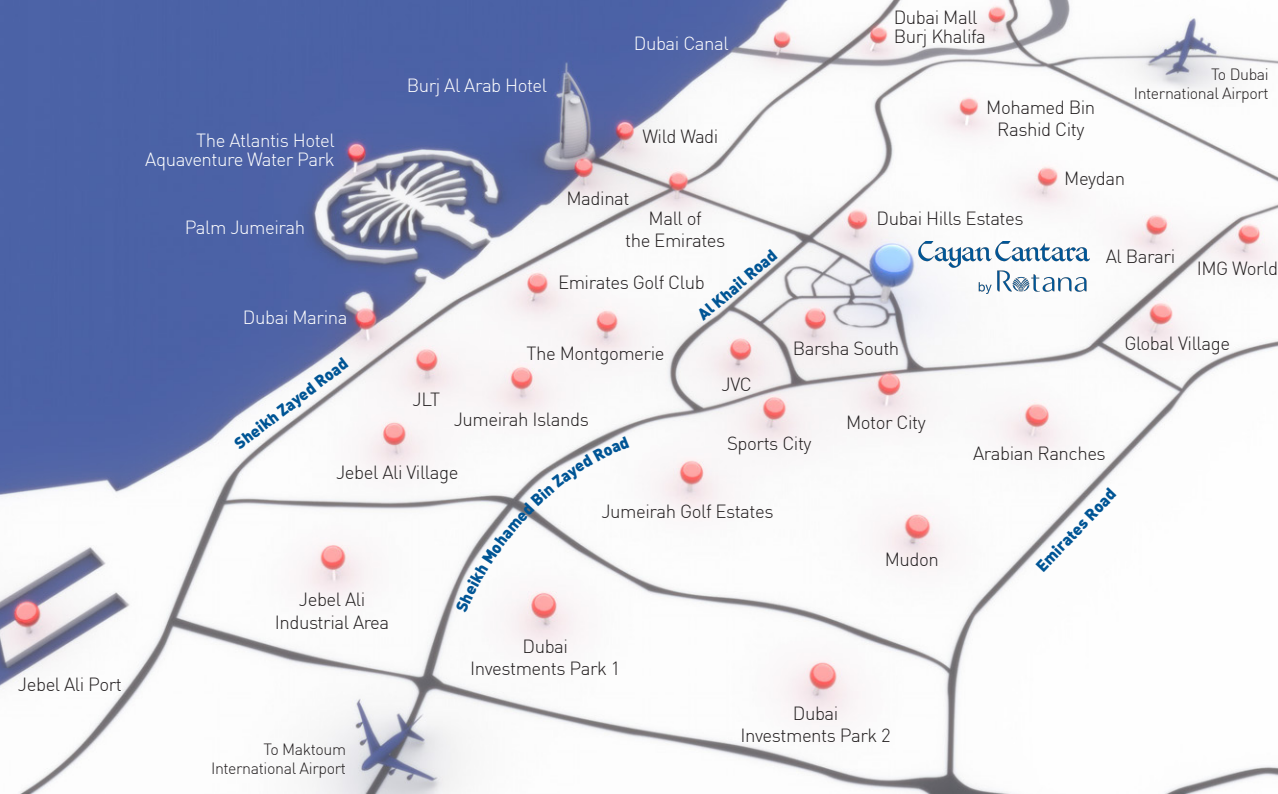 Dubai Mall
Burj Khalifa
Dubai Canal
To Dubai
International Airport
Burj Al Arab Hotel
Mohamed Bin
Rashid City
Wild Wadi
The Atlantis Hotel
Aquaventure Water Park
Meydan
Madinat
Mall of
the Emirates
Dubai Hills Estates
Palm Jumeirah
Cayan Cantara
by Rotana
Al Barari
IMG World
Al Khail Road
Emirates Golf Club
Dubai Marina
The Montgomerie
Barsha South
Global Village
Sheikh Zayed Road
JVC
JLT
Jumeirah Islands
Motor City
Sports City
Arabian Ranches
Jebel Ali Village
Sheikh Mohamed Bin Zayed Road
Jumeirah Golf Estates
Emirates Road
Mudon
Jebel Ali
Industrial Area
Dubai
Investments Park 1
Jebel Ali Port
Dubai
Investments Park 2
To Maktoum
International Airport